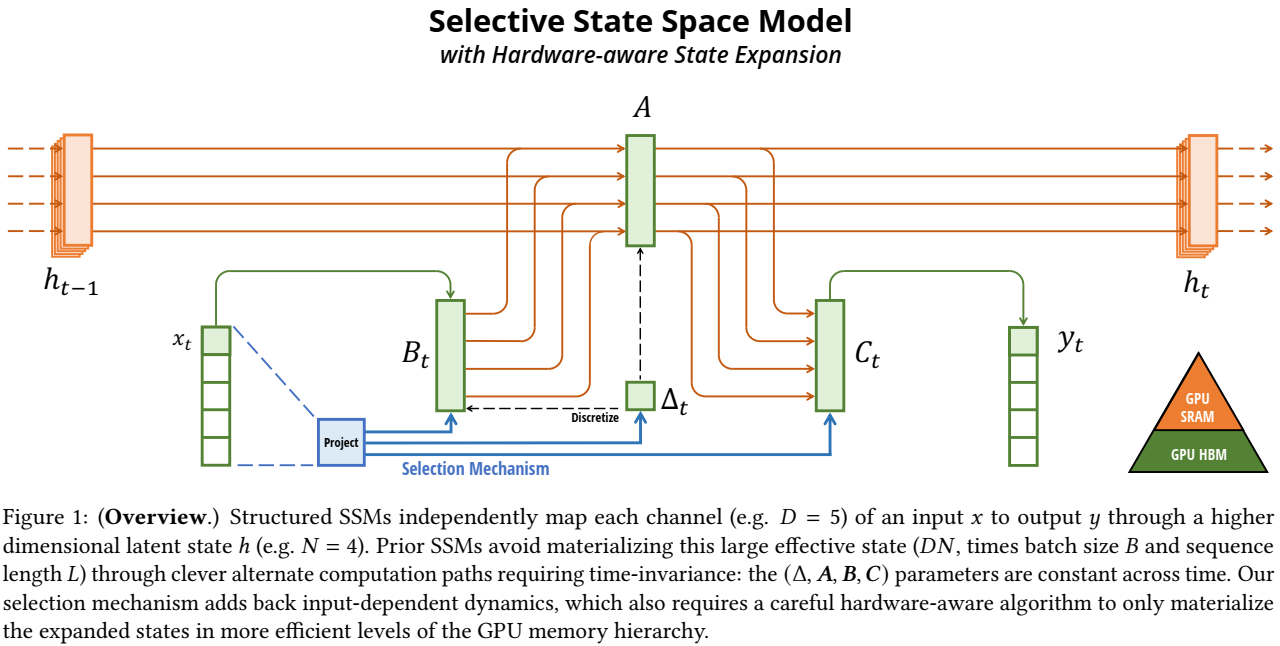 Selective State Space Model
with Hardware-aware State Expansion
A
h_{t−1}
h_t
x_t
B_t
C_t
y_t
Δ_t
Discretize
Project
Selection Mechanism
GPU
SRAM
GPU HBM
Figure 1: (Overview.) Structured SSMs independently map each channel (e.g. D = 5) of an input x to output y through a higher
dimensional latent state h (e.g. N = 4). Prior SSMs avoid materializing this large effective state (DN, times batch size B and sequence
length L) through clever alternate computation paths requiring time-invariance: the (Δ, A, B, C) parameters are constant across time. Our
selection mechanism adds back input-dependent dynamics, which also requires a careful hardware-aware algorithm to only materialize
the expanded states in more efficient levels of the GPU memory hierarchy.